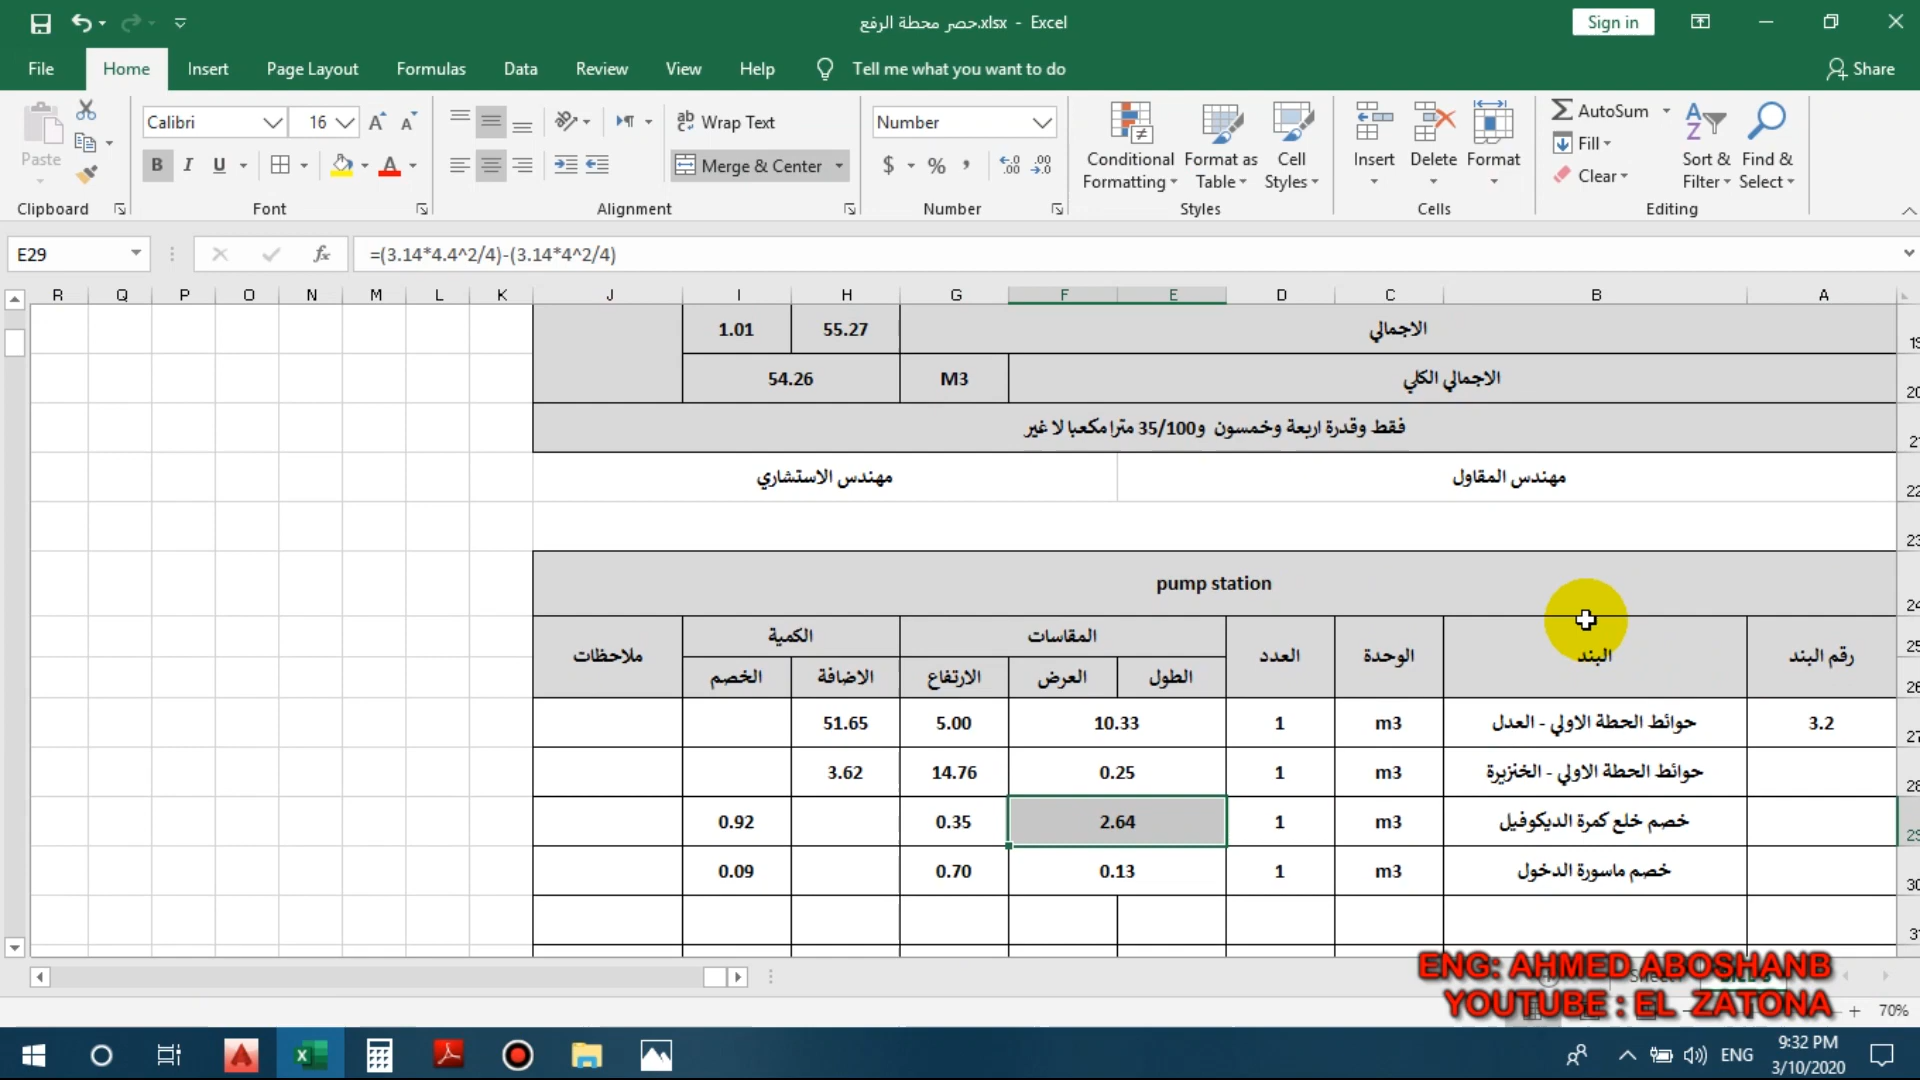 حصر محطة الرفع.xlsx - Excel
Sign in
File Home Insert Page Layout Formulas Data Review View Help Tell me what you want to do Share
Paste
Calibri 16
Wrap Text
Merge & Center
Number
Conditional Formatting
Format as Table
Cell Styles
Insert
Delete
Format
AutoSum
Fill
Clear
Sort & Filter
Find & Select
Clipboard Font Alignment Number Styles Cells Editing
E29 fx =(3.14*4.4^2/4)-(3.14*4^2/4)
R Q P O N M L K J I H G F E D C B A
الاجمالي 55.27 1.01
الاجمالي الكلي M3 54.26
فقط وقدرة اربعة وخمسون و35/100 مترا مكعبا لا غير
مهندس المقاول مهندس الاستشاري
pump station
رقم البند البند الوحدة العدد المقاسات الكمية ملاحظات
الطول العرض الارتفاع الاضافة الخصم
3.2 حوائط الحطة الاولي - العدل m3 1 10.33 5.00 51.65
حوائط الحطة الاولي - الخنزيرة m3 1 0.25 14.76 3.62
خصم خلع كمرة الديكوفيل m3 1 2.64 0.35 0.92
خصم ماسورة الدخول m3 1 0.13 0.70 0.09
ENG: AHMED ABOSHANB
YOUTUBE : EL ZATONA
70%
ENG
9:32 PM
3/10/2020